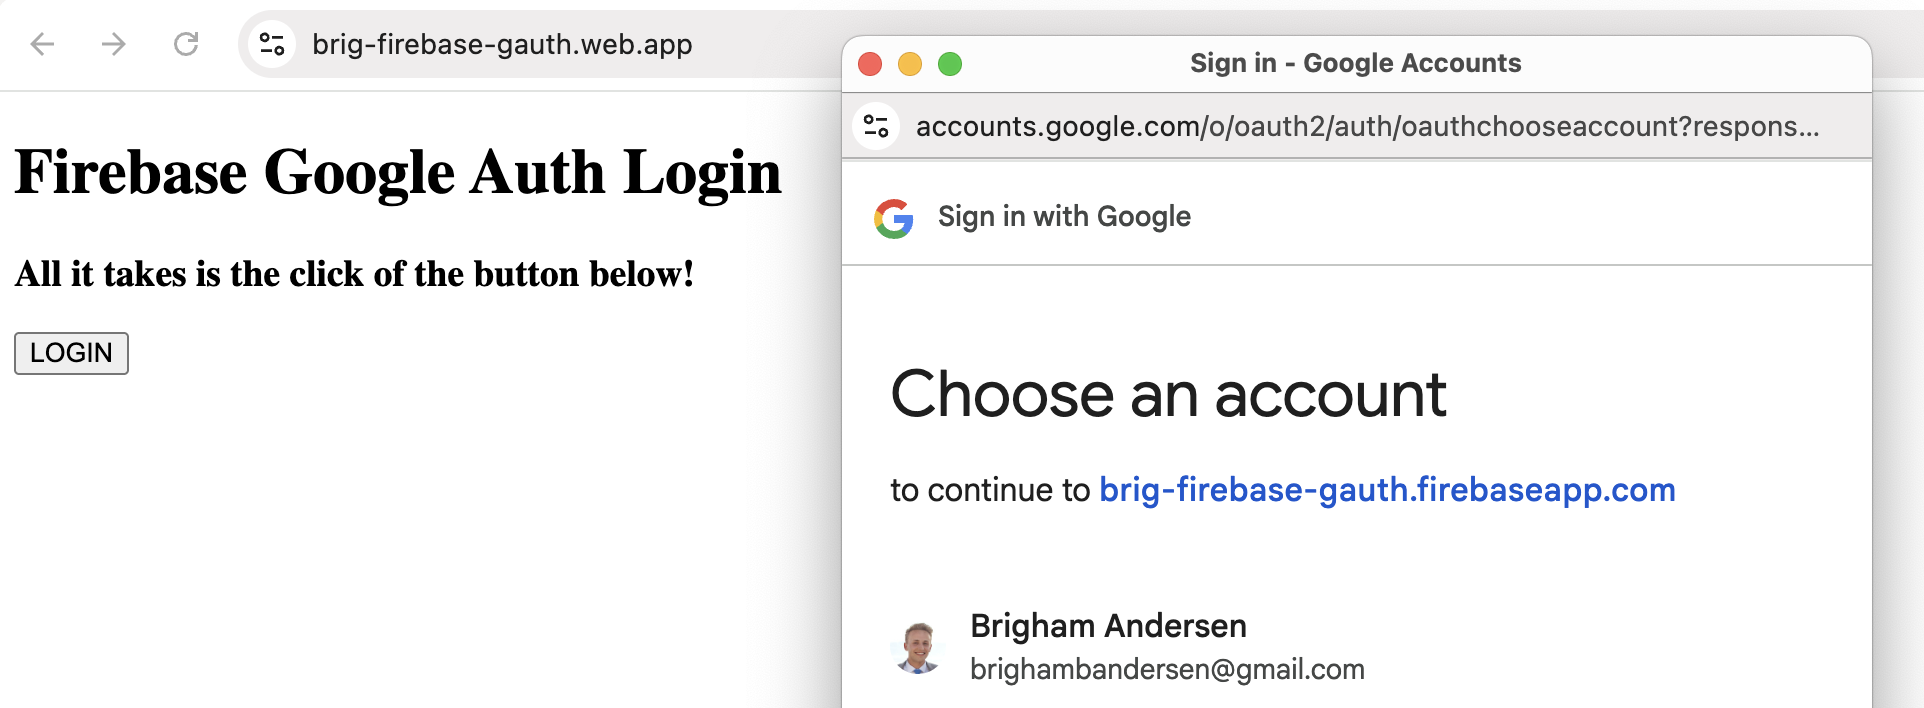 brig-firebase-gauth.web.app
Firebase Google Auth Login
All it takes is the click of the button below!
LOGIN
Sign in - Google Accounts
accounts.google.com/o/oauth2/auth/oauthchooseaccount?respons...
Sign in with Google
Choose an account
to continue to brig-firebase-gauth.firebaseapp.com
Brigham Andersen
brighambandersen@gmail.com